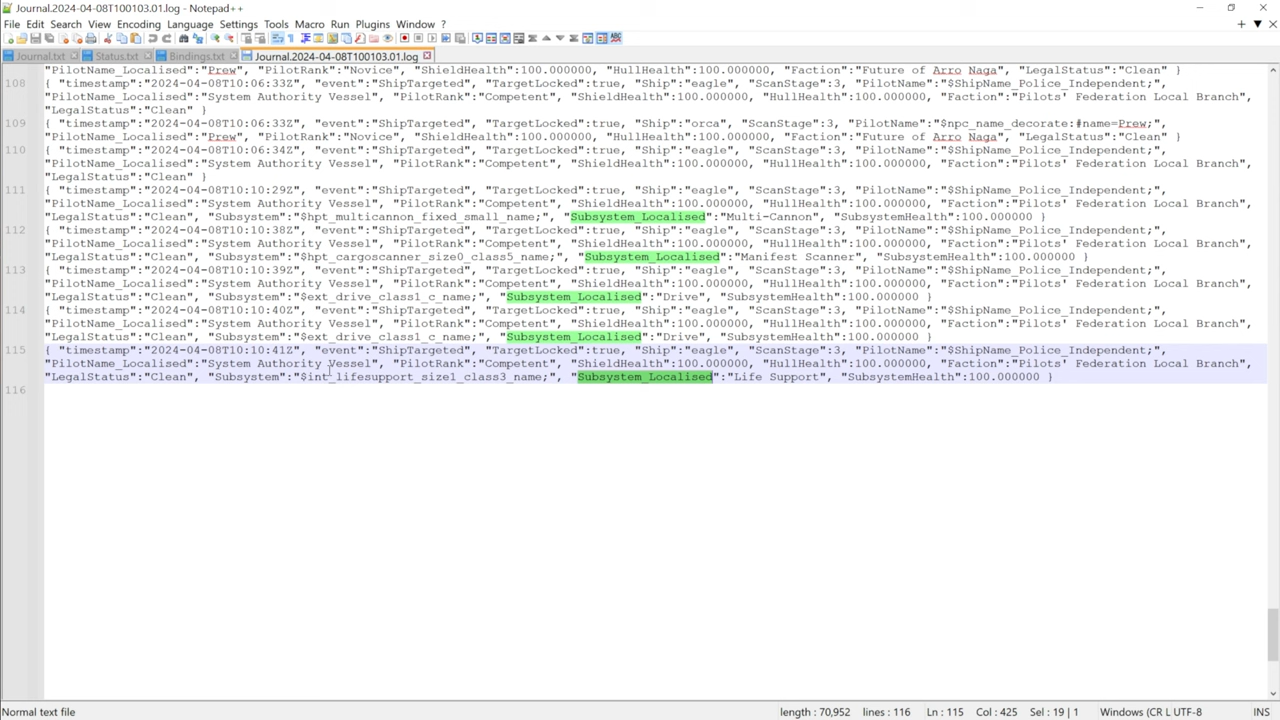 Journal.2024-04-08T100103.01.log - Notepad++
File Edit Search View Encoding Language Settings Tools Macro Run Plugins Window ?
Journal.txt Status.txt Bindings.txt Journal.2024-04-08T100103.01.log
"PilotName_Localised":"Prew", "PilotRank":"Novice", "ShieldHealth":100.000000, "HullHealth":100.000000, "Faction":"Future of Arro Naga", "LegalStatus":"Clean" }
108 { "timestamp":"2024-04-08T10:06:33Z", "event":"ShipTargeted", "TargetLocked":true, "Ship":"eagle", "ScanStage":3, "PilotName":"$ShipName_Police_Independent;",
"PilotName_Localised":"System Authority Vessel", "PilotRank":"Competent", "ShieldHealth":100.000000, "HullHealth":100.000000, "Faction":"Pilots' Federation Local Branch",
"LegalStatus":"Clean" }
109 { "timestamp":"2024-04-08T10:06:33Z", "event":"ShipTargeted", "TargetLocked":true, "Ship":"orca", "ScanStage":3, "PilotName":"$npc_name_decorate:#name=Prew;",
"PilotName_Localised":"Prew", "PilotRank":"Novice", "ShieldHealth":100.000000, "HullHealth":100.000000, "Faction":"Future of Arro Naga", "LegalStatus":"Clean" }
110 { "timestamp":"2024-04-08T10:06:34Z", "event":"ShipTargeted", "TargetLocked":true, "Ship":"eagle", "ScanStage":3, "PilotName":"$ShipName_Police_Independent;",
"PilotName_Localised":"System Authority Vessel", "PilotRank":"Competent", "ShieldHealth":100.000000, "HullHealth":100.000000, "Faction":"Pilots' Federation Local Branch",
"LegalStatus":"Clean" }
111 { "timestamp":"2024-04-08T10:10:29Z", "event":"ShipTargeted", "TargetLocked":true, "Ship":"eagle", "ScanStage":3, "PilotName":"$ShipName_Police_Independent;",
"PilotName_Localised":"System Authority Vessel", "PilotRank":"Competent", "ShieldHealth":100.000000, "HullHealth":100.000000, "Faction":"Pilots' Federation Local Branch",
"LegalStatus":"Clean", "Subsystem":"$hpt_multicannon_fixed_small_name;", "Subsystem_Localised":"Multi-Cannon", "SubsystemHealth":100.000000 }
112 { "timestamp":"2024-04-08T10:10:38Z", "event":"ShipTargeted", "TargetLocked":true, "Ship":"eagle", "ScanStage":3, "PilotName":"$ShipName_Police_Independent;",
"PilotName_Localised":"System Authority Vessel", "PilotRank":"Competent", "ShieldHealth":100.000000, "HullHealth":100.000000, "Faction":"Pilots' Federation Local Branch",
"LegalStatus":"Clean", "Subsystem":"$hpt_cargoscanner_size0_class5_name;", "Subsystem_Localised":"Manifest Scanner", "SubsystemHealth":100.000000 }
113 { "timestamp":"2024-04-08T10:10:39Z", "event":"ShipTargeted", "TargetLocked":true, "Ship":"eagle", "ScanStage":3, "PilotName":"$ShipName_Police_Independent;",
"PilotName_Localised":"System Authority Vessel", "PilotRank":"Competent", "ShieldHealth":100.000000, "HullHealth":100.000000, "Faction":"Pilots' Federation Local Branch",
"LegalStatus":"Clean", "Subsystem":"$ext_drive_class1_c_name;", "Subsystem_Localised":"Drive", "SubsystemHealth":100.000000 }
114 { "timestamp":"2024-04-08T10:10:40Z", "event":"ShipTargeted", "TargetLocked":true, "Ship":"eagle", "ScanStage":3, "PilotName":"$ShipName_Police_Independent;",
"PilotName_Localised":"System Authority Vessel", "PilotRank":"Competent", "ShieldHealth":100.000000, "HullHealth":100.000000, "Faction":"Pilots' Federation Local Branch",
"LegalStatus":"Clean", "Subsystem":"$ext_drive_class1_c_name;", "Subsystem_Localised":"Drive", "SubsystemHealth":100.000000 }
115 { "timestamp":"2024-04-08T10:10:41Z", "event":"ShipTargeted", "TargetLocked":true, "Ship":"eagle", "ScanStage":3, "PilotName":"$ShipName_Police_Independent;",
"PilotName_Localised":"System Authority Vessel", "PilotRank":"Competent", "ShieldHealth":100.000000, "HullHealth":100.000000, "Faction":"Pilots' Federation Local Branch",
"LegalStatus":"Clean", "Subsystem":"$int_lifesupport_size1_class3_name;", "Subsystem_Localised":"Life Support", "SubsystemHealth":100.000000 }
116
Normal text file length : 70,952 lines : 116 Ln : 115 Col : 425 Sel : 19 | 1 Windows (CR L UTF-8 INS